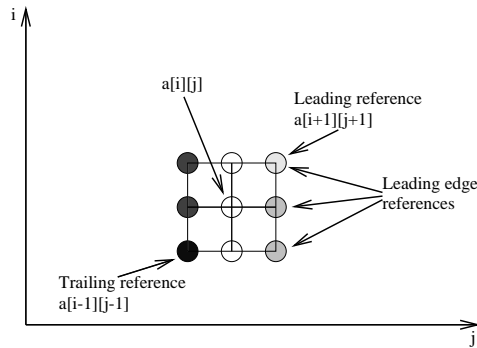 i
a[i][j]
Leading reference
a[i+1][j+1]
Leading edge
references
Trailing reference
a[i-1][j-1]
j